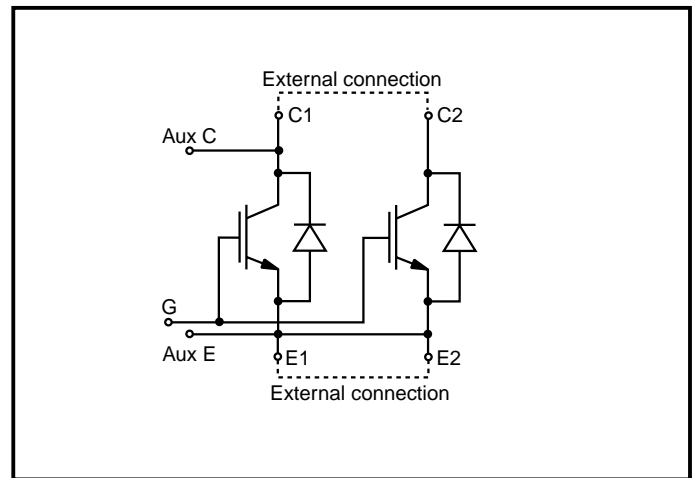 External connection
C1
C2
Aux C
G
Aux E
E1
E2
External connection